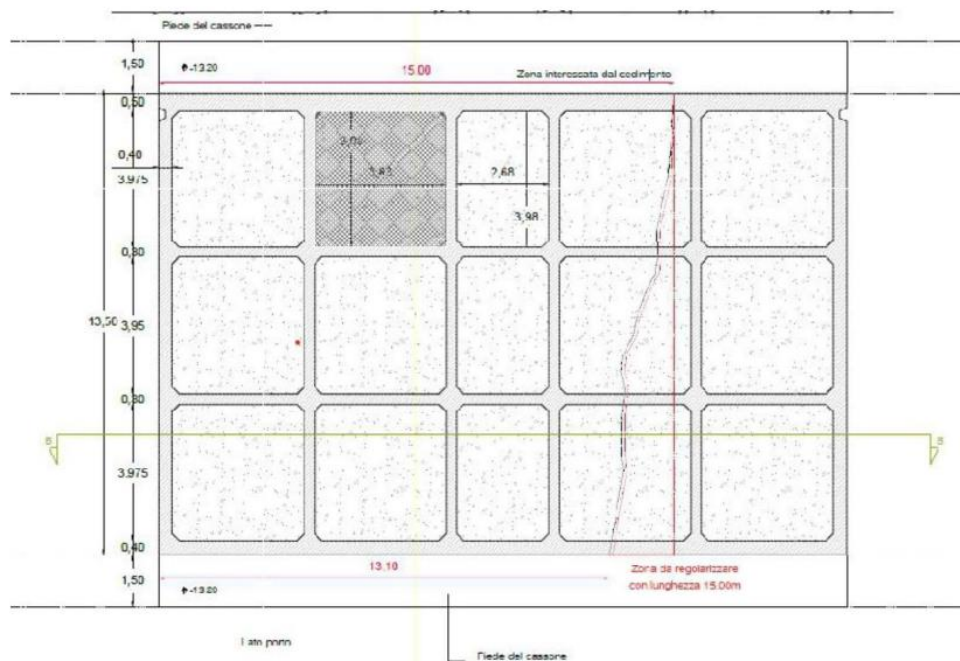 Piede del cassone
1,50
-13.20
15.00
Zona interessata dal cedimento
0,50
0,40
3.975
2,68
3,98
0,30
13,50
3,95
0,30
B
B
3.975
0,40
13,10
Zona da regolarizzare
con lunghezza 15.00m
1,50
-13.20
Lato porto
Piede del cassone